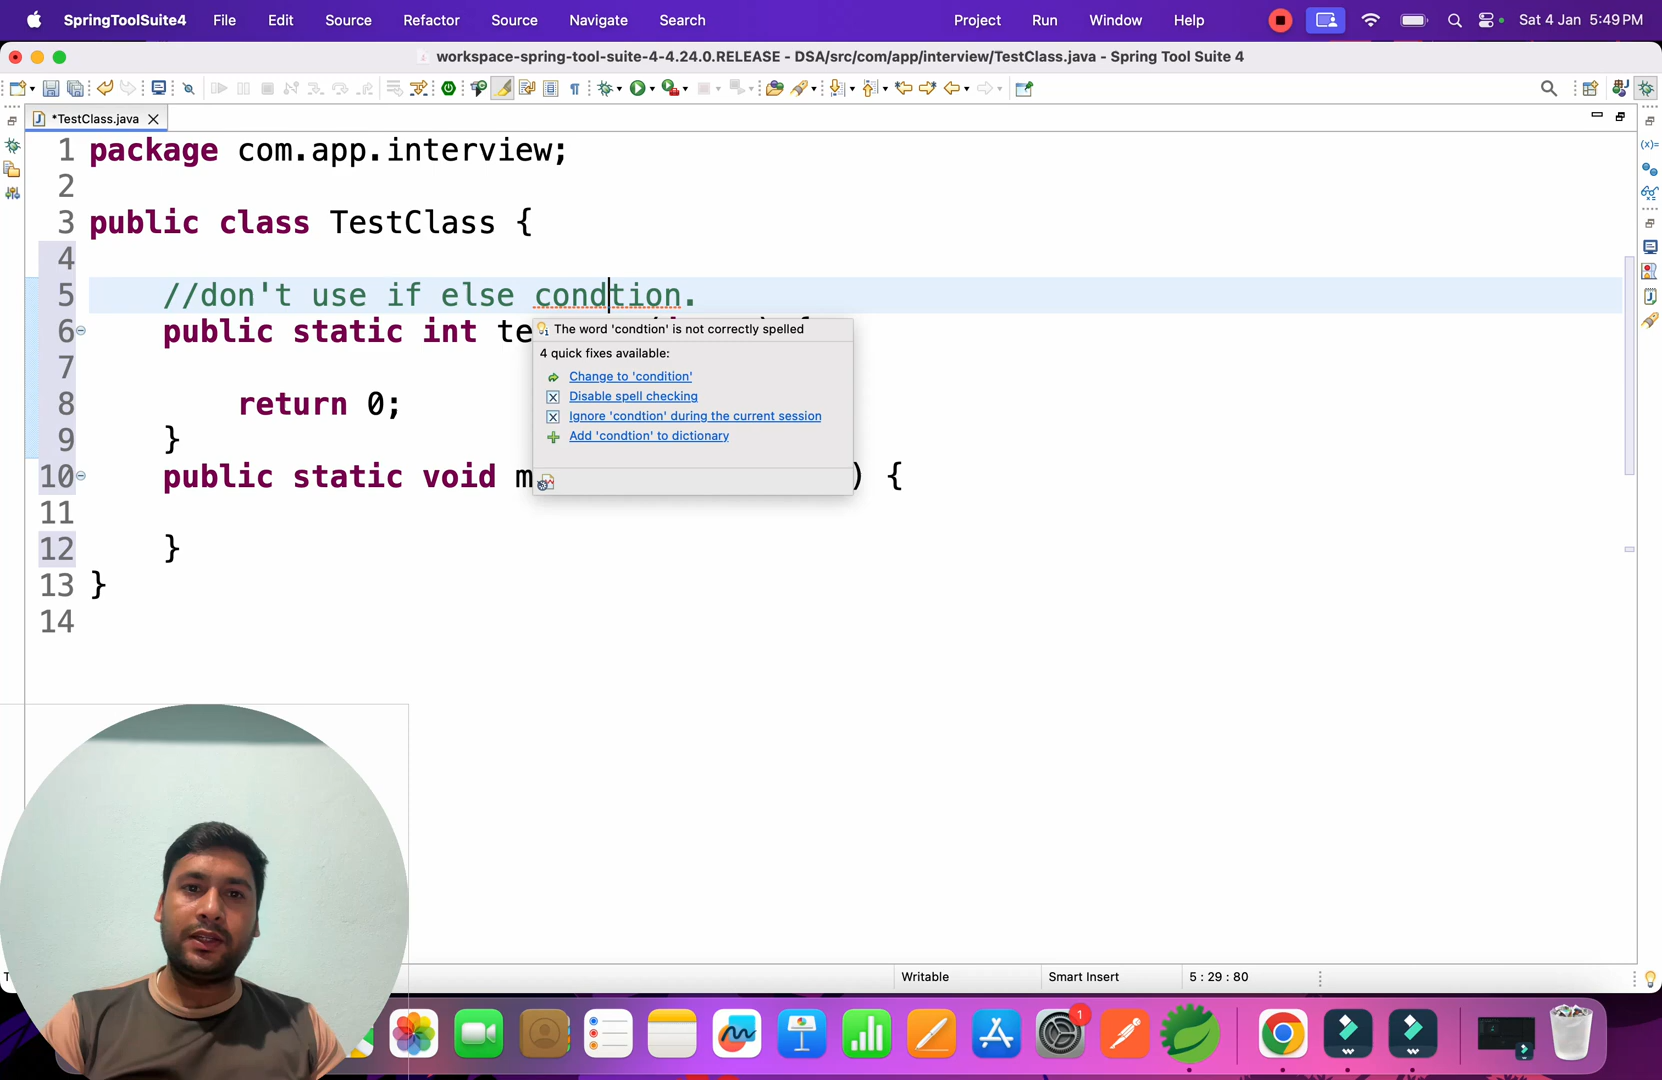 SpringToolSuite4 File Edit Source Refactor Source Navigate Search Project Run Window Help Sat 4 Jan 5:49 PM
workspace-spring-tool-suite-4-4.24.0.RELEASE - DSA/src/com/app/interview/TestClass.java - Spring Tool Suite 4
*TestClass.java
1 package com.app.interview;
2
3 public class TestClass {
4
5 //don't use if else condtion.
6 public static int te
The word 'condtion' is not correctly spelled
4 quick fixes available:
7
Change to 'condition'
Disable spell checking
8 return 0;
Ignore 'condtion' during the current session
9 }
Add 'condtion' to dictionary
10 public static void m ) {
11
12 }
13 }
14
Writable Smart Insert 5 : 29 : 80
1